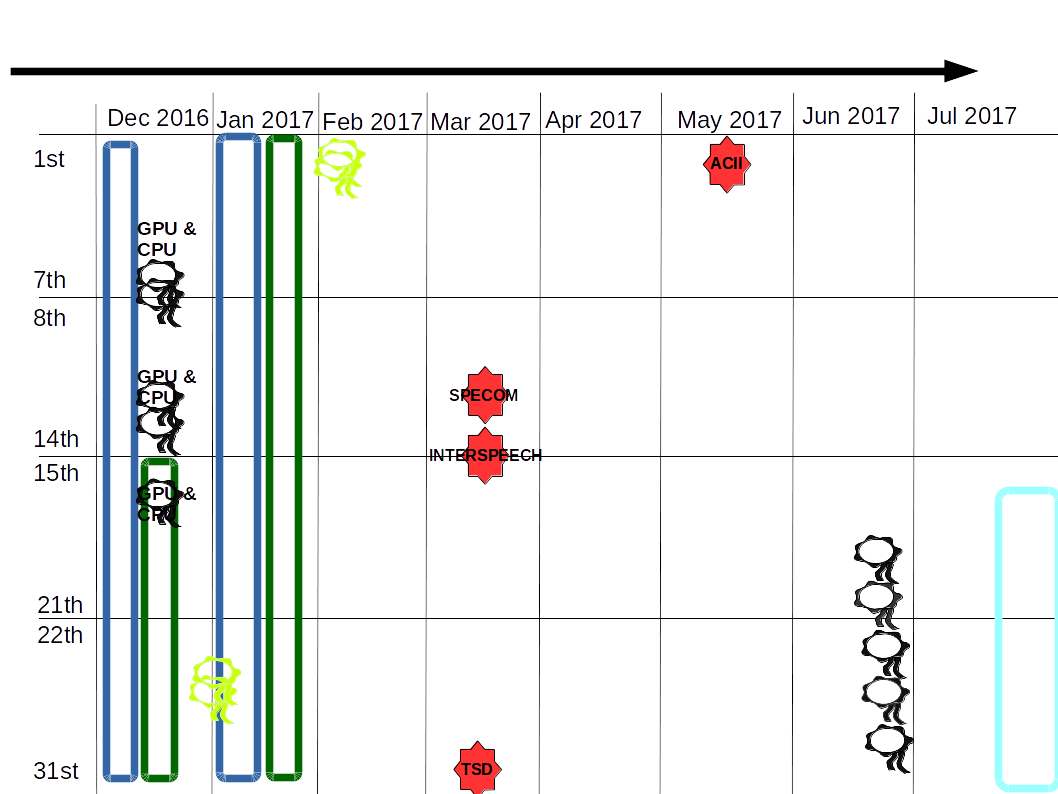 Dec 2016
Jan 2017
Feb 2017
Mar 2017
Apr 2017
May 2017
Jun 2017
Jul 2017
1st
ACII
GPU &
CPU
7th
8th
GPU &
CPU
SPECOM
14th
INTERSPEECH
15th
GPU &
CPU
21th
22th
31st
TSD